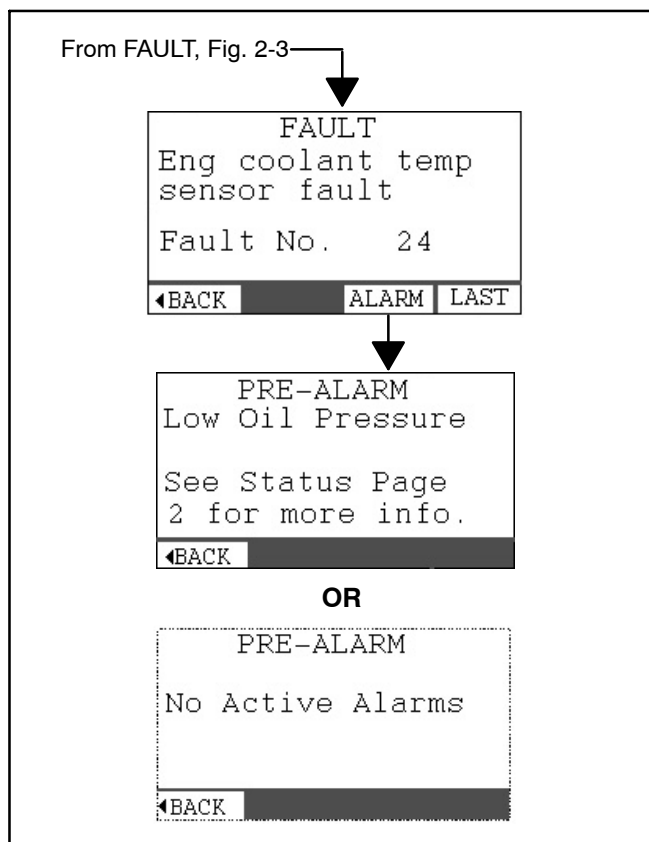 From FAULT, Fig. 2-3
FAULT
Eng coolant temp
sensor fault
Fault No. 24
◂BACK ALARM LAST
PRE-ALARM
Low Oil Pressure
See Status Page
2 for more info.
◂BACK
OR
PRE-ALARM
No Active Alarms
◂BACK